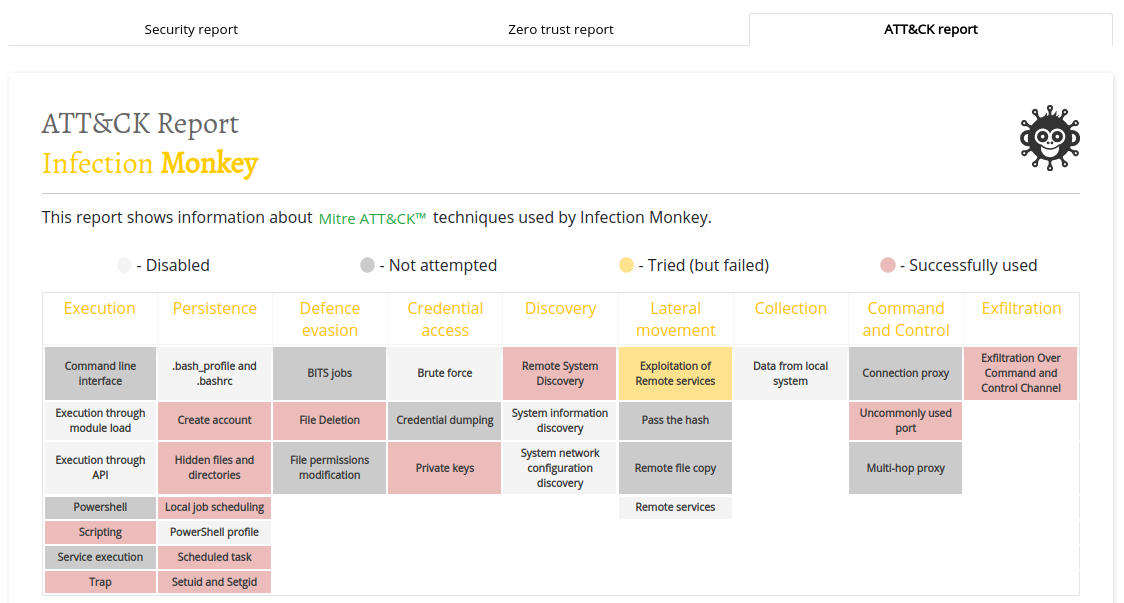 Security report
Zero trust report
ATT&CK report
ATT&CK Report
Infection Monkey
This report shows information about Mitre ATT&CK™ techniques used by Infection Monkey.
- Disabled
- Not attempted
- Tried (but failed)
- Successfully used
Execution
Persistence
Defence
evasion
Credential
access
Discovery
Lateral
movement
Collection
Command
and Control
Exfiltration
Command line
interface
.bash_profile and
.bashrc
BITS jobs
Brute force
Remote System
Discovery
Exploitation of
Remote services
Data from local
system
Connection proxy
Exfiltration Over
Command and
Control Channel
Execution through
module load
Create account
File Deletion
Credential dumping
System information
discovery
Pass the hash
Uncommonly used
port
Execution through
API
Hidden files and
directories
File permissions
modification
Private keys
System network
configuration
discovery
Remote file copy
Multi-hop proxy
Powershell
Local job scheduling
Remote services
Scripting
PowerShell profile
Service execution
Scheduled task
Trap
Setuid and Setgid